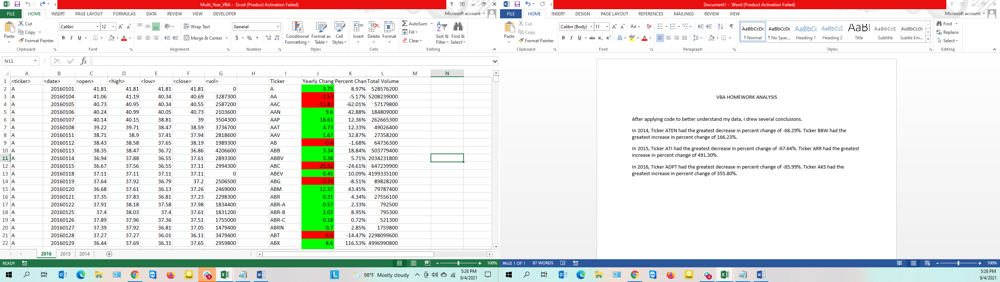 Multi_Year_VBA - Excel (Product Activation Failed)
FILE HOME INSERT PAGE LAYOUT FORMULAS DATA REVIEW VIEW DEVELOPER Microsoft account
Paste Cut Copy Format Painter Clipboard
Calibri 12 B I U A Font
Wrap Text Merge & Center Alignment
General $ % , Number
Conditional Formatting Format as Table Cell Styles Styles
Insert Delete Format Cells
AutoSum Fill Clear Sort & Filter Find & Select Editing
N11 fx
A B C D E F G H I J K L M N
1 <ticker> <date> <open> <high> <low> <close> <vol> Ticker Yearly Chang Percent Chan Total Volume
2 A 20160101 41.81 41.81 41.81 41.81 0 A 3.75 8.97% 528576200
3 A 20160104 41.06 41.19 40.34 40.69 3287300 AA -1.53 -5.17% 5208239000
4 A 20160105 40.73 40.95 40.34 40.55 2587200 AAC -11.82 -62.01% 57179800
5 A 20160106 40.24 40.99 40.05 40.73 2103600 AAN 9.6 42.88% 184809000
6 A 20160107 40.14 40.15 38.81 39 3504300 AAP 18.61 12.36% 262665300
7 A 20160108 39.22 39.71 38.47 38.59 3736700 AAT 4.73 12.33% 49026400
8 A 20160111 38.71 38.9 37.41 37.94 2818600 AAV 1.67 32.87% 27358200
9 A 20160112 38.43 38.58 37.65 38.19 1989300 AB -0.4 -1.68% 64736300
10 A 20160113 38.35 38.47 36.72 36.86 4206600 ABB 3.34 18.84% 503779400
11 A 20160114 36.94 37.88 36.55 37.61 2893300 ABBV 3.38 5.71% 2034231800
12 A 20160115 36.67 37.56 36.55 37.11 2994300 ABC -25.52 -24.61% 647239900
13 A 20160118 37.11 37.11 37.11 37.11 0 ABEV 0.45 10.09% 4199335100
14 A 20160119 37.64 37.92 36.79 37.2 2506500 ABG -5.74 -8.51% 89828200
15 A 20160120 36.68 37.61 36.13 37.26 2469000 ABM 12.37 43.45% 79787400
16 A 20160121 37.35 37.83 36.81 37.23 2298300 ABR 0.31 4.34% 27556100
17 A 20160122 37.91 38.18 37.58 37.98 1834400 ABR-A 0.57 2.33% 792500
18 A 20160125 37.4 38.03 37.4 37.61 1831200 ABR-B 2.02 8.95% 795300
19 A 20160126 37.89 37.96 37.36 37.51 1755000 ABR-C 0.18 0.72% 521300
20 A 20160127 37.39 37.92 36.81 37.05 1479400 ABRN 0.7 2.85% 1759800
21 A 20160128 37.27 37.27 36.01 36.11 3479400 ABT -6.5 -14.47% 2298099600
22 A 20160129 36.44 37.69 36.31 37.65 2959800 ABX 8.6 116.53% 4996990800
2016 2015 2014
READY 100%
98°F Mostly cloudy 5:26 PM
9/4/2021
Document1 - Word (Product Activation Failed)
FILE HOME INSERT DESIGN PAGE LAYOUT REFERENCES MAILINGS REVIEW VIEW Microsoft account
Paste Cut Copy Format Painter Clipboard
Calibri (Body) 11 Aa B I U abc X₂ X² A Font
Paragraph
AaBbCcDc AaBbCcDc AaBbCc AaBbCcC AaBl AaBbCcD AaBbCcDc
¶ Normal ¶ No Spac... Heading 1 Heading 2 Title Subtitle Subtle Em...
Styles
Find Replace Select Editing
VBA HOMEWORK ANALYSIS
After applying code to better understand my data, I drew several conclusions.
In 2014, Ticker ATEN had the greatest decrease in percent change of -68.29%. Ticker BBW had the
greatest increase in percent change of 166.23%.
In 2015, Ticker ATI had the greatest decrease in percent change of -67.64%. Ticker ARR had the greatest
increase in percent change of 491.30%.
In 2016, Ticker ADPT had the greatest decrease in percent change of -85.99%. Ticker AKS had the
greatest increase in percent change of 355.80%.
PAGE 1 OF 1 87 WORDS 100%
5:26 PM
9/4/2021